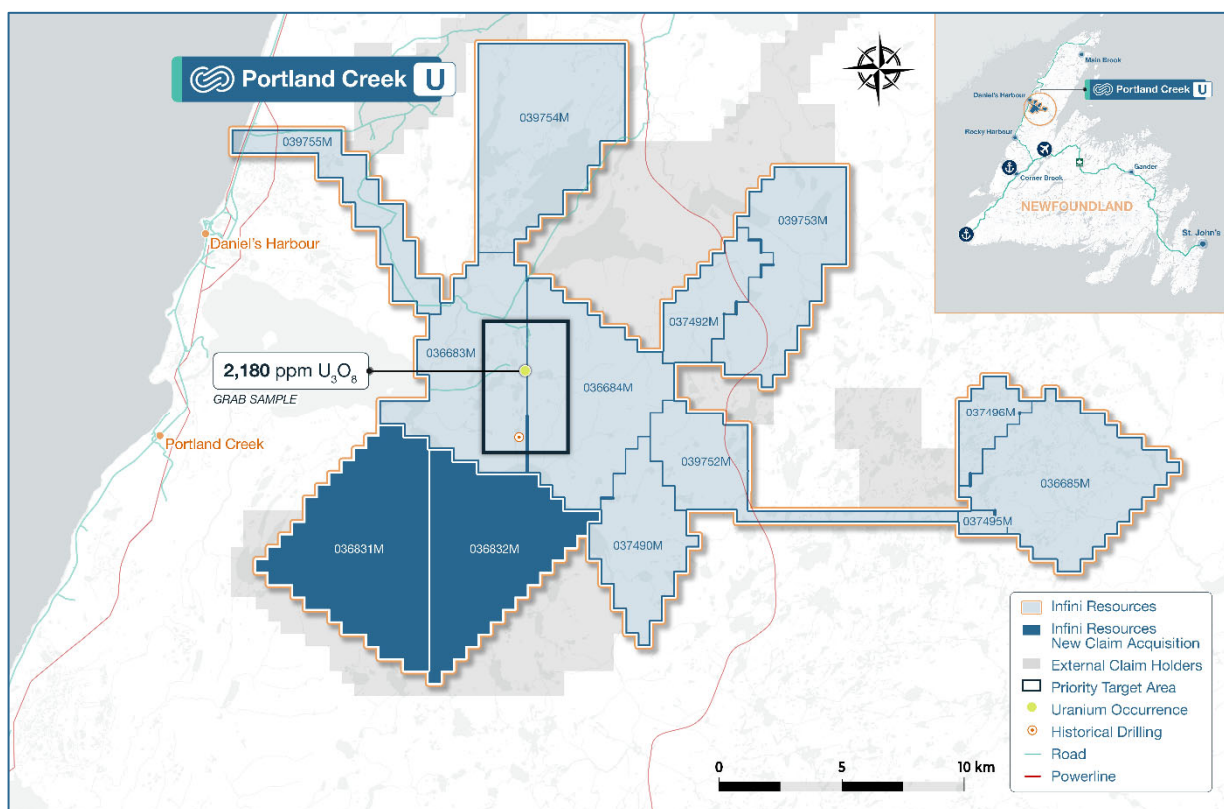 Portland Creek U
039754M
039755M
Daniel's Harbour
039753M
037492M
036683M
036684M
2,180 ppm U₃O₈
GRAB SAMPLE
Portland Creek
037496M
039752M
036685M
037495M
036831M
036832M
037490M
Main Brook
Daniel's Harbour
Portland Creek U
Rocky Harbour
Corner Brook
Gander
NEWFOUNDLAND
St. John's
Infini Resources
Infini Resources
New Claim Acquisition
External Claim Holders
Priority Target Area
Uranium Occurrence
Historical Drilling
Road
Powerline
0 5 10 km